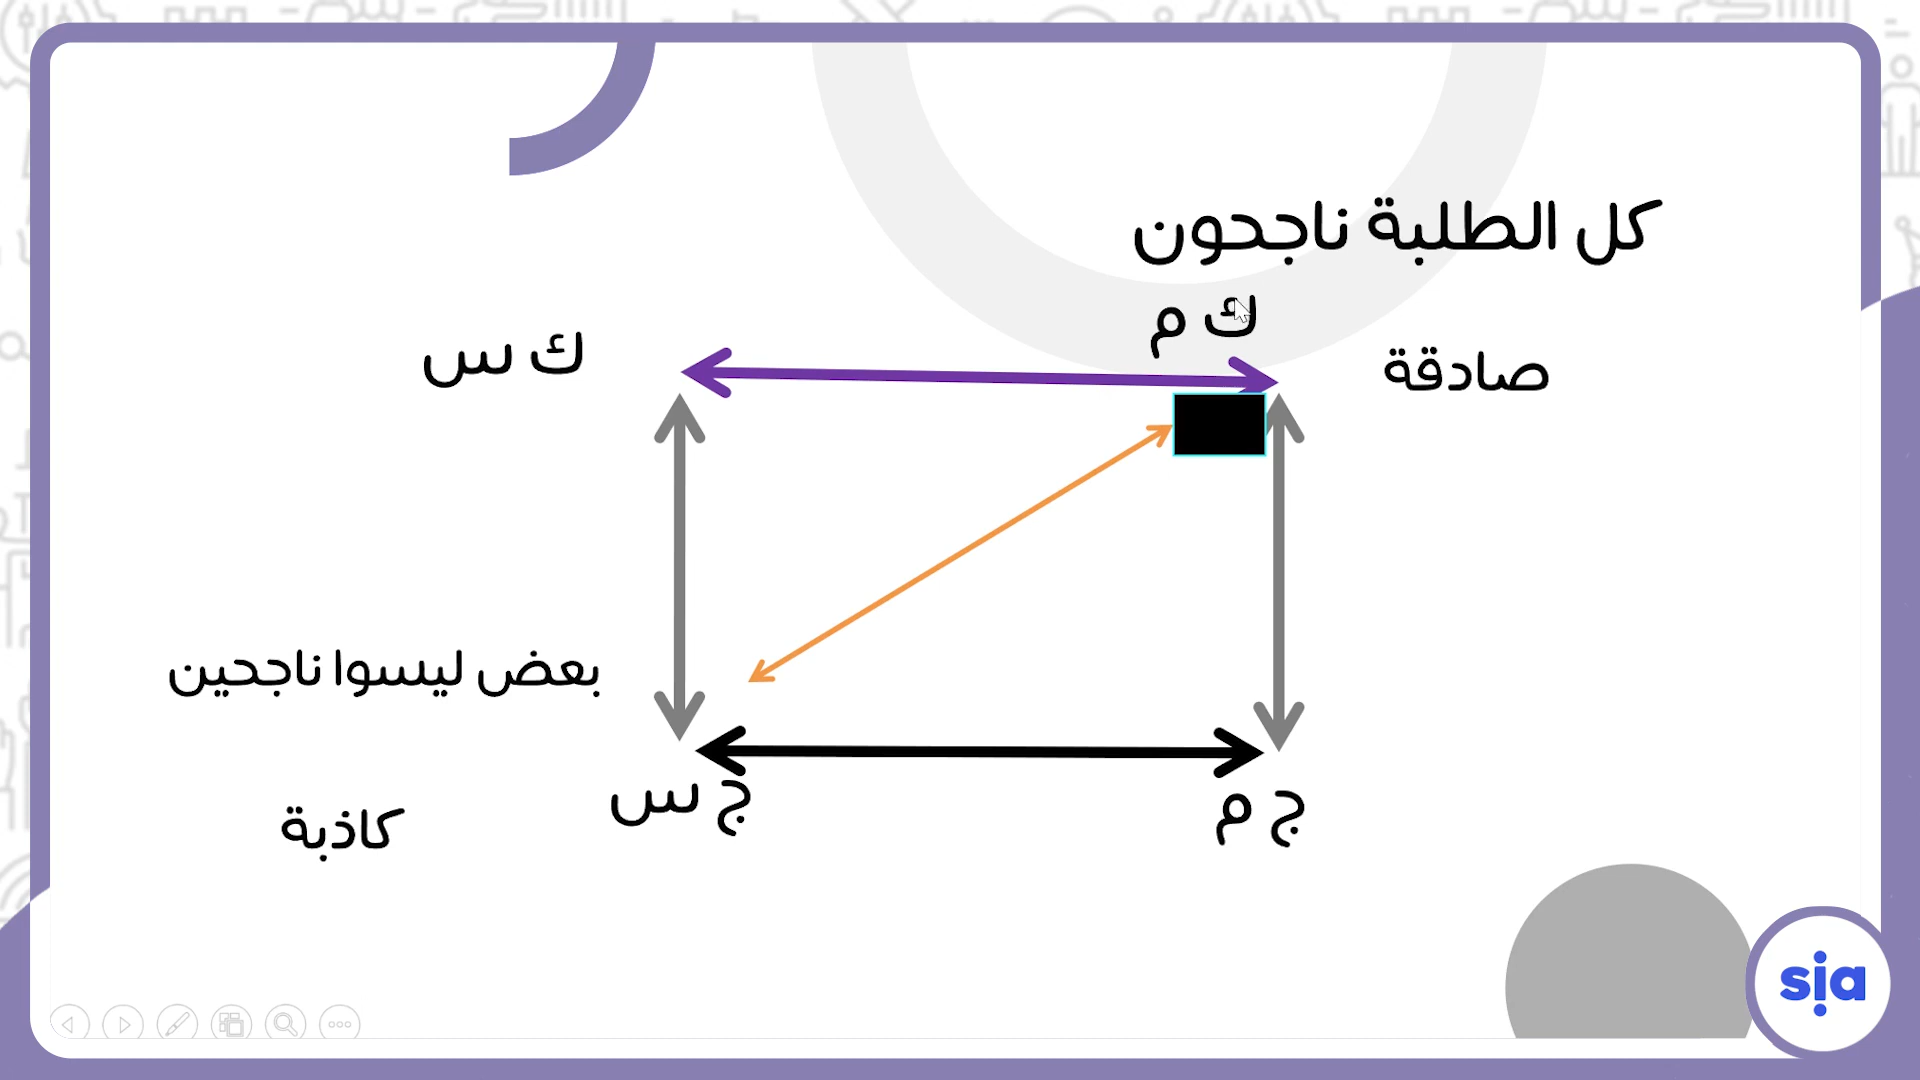 كل الطلبة ناجحون
ك م
ك س
صادقة
بعض ليسوا ناجحين
ج س
ج م
كاذبة
sia